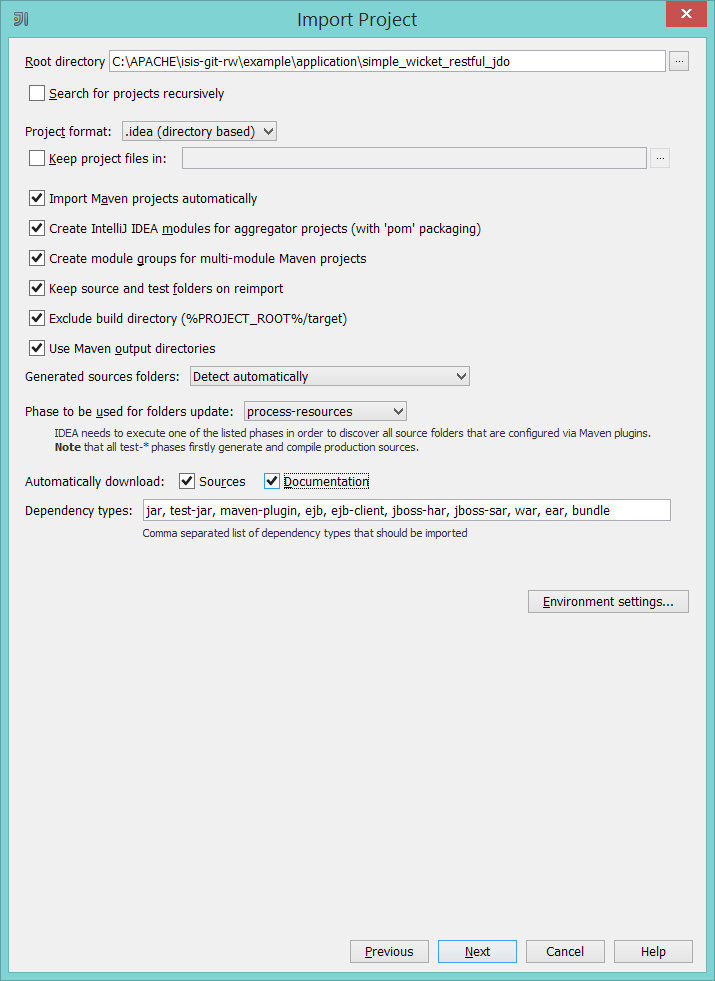 Import Project
Root directory C:\APACHE\isis-git-rw\example\application\simple_wicket_restful_jdo ...
Search for projects recursively
Project format: .idea (directory based)
Keep project files in: ...
Import Maven projects automatically
Create IntelliJ IDEA modules for aggregator projects (with 'pom' packaging)
Create module groups for multi-module Maven projects
Keep source and test folders on reimport
Exclude build directory (%PROJECT_ROOT%/target)
Use Maven output directories
Generated sources folders: Detect automatically
Phase to be used for folders update: process-resources
IDEA needs to execute one of the listed phases in order to discover all source folders that are configured via Maven plugins.
Note that all test-* phases firstly generate and compile production sources.
Automatically download: Sources Documentation
Dependency types: jar, test-jar, maven-plugin, ejb, ejb-client, jboss-har, jboss-sar, war, ear, bundle
Comma separated list of dependency types that should be imported
Environment settings...
Previous Next Cancel Help